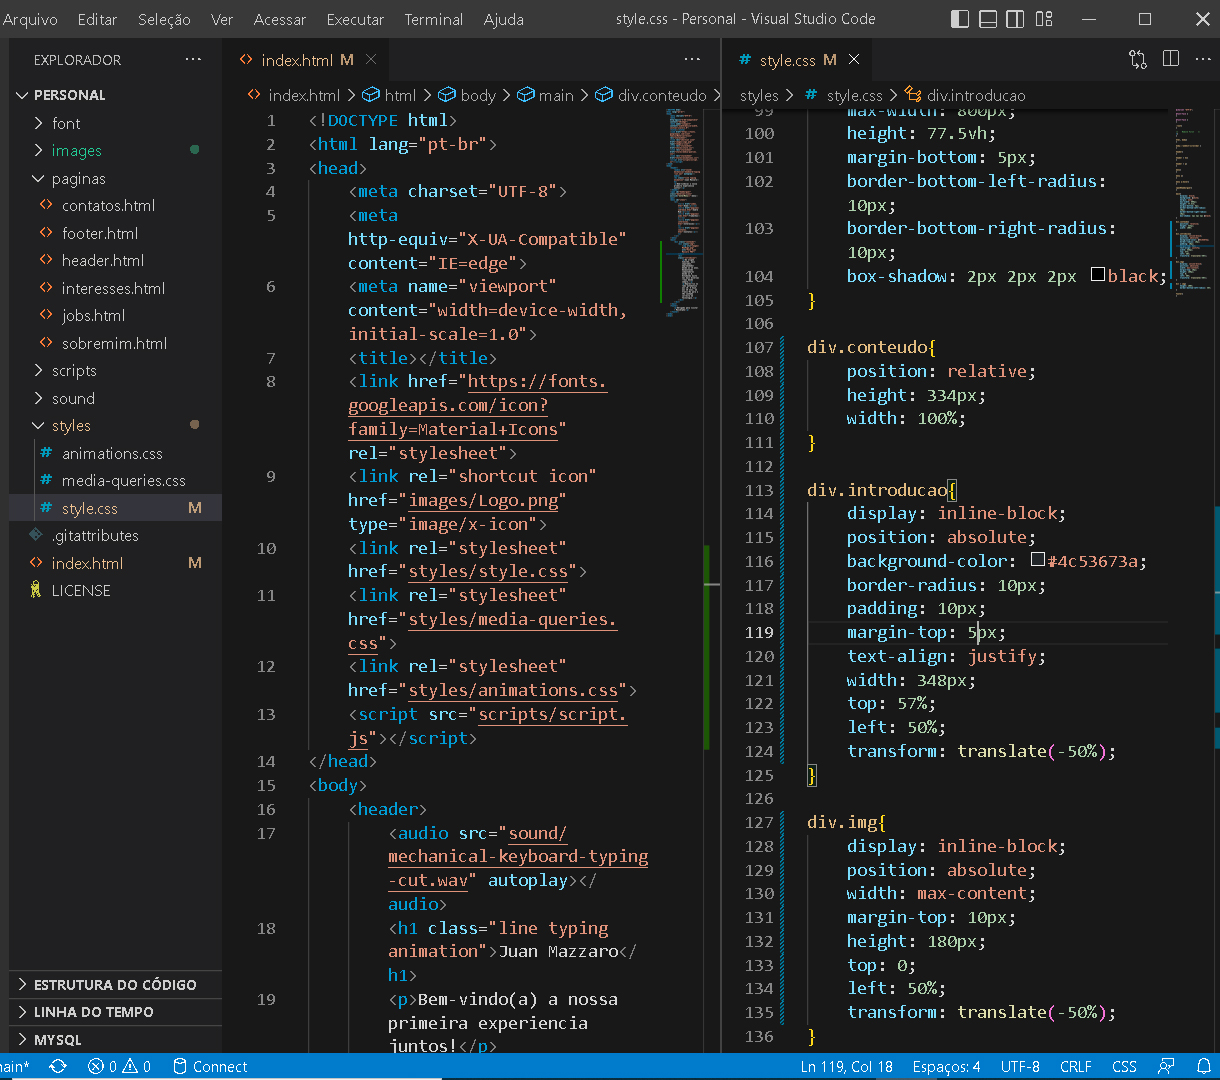 Arquivo Editar Seleção Ver Acessar Executar Terminal Ajuda style.css - Personal - Visual Studio Code
EXPLORADOR ···
PERSONAL
font
images
paginas
contatos.html
footer.html
header.html
interesses.html
jobs.html
sobremim.html
scripts
sound
styles
animations.css
media-queries.css
style.css M
.gitattributes
index.html M
LICENSE
ESTRUTURA DO CÓDIGO
LINHA DO TEMPO
MYSQL
index.html M
index.html > html > body > main > div.conteudo >
1 <!DOCTYPE html>
2 <html lang="pt-br">
3 <head>
4 <meta charset="UTF-8">
5 <meta
http-equiv="X-UA-Compatible"
content="IE=edge">
6 <meta name="viewport"
content="width=device-width,
initial-scale=1.0">
7 <title></title>
8 <link href="https://fonts.
googleapis.com/icon?
family=Material+Icons"
rel="stylesheet">
9 <link rel="shortcut icon"
href="images/Logo.png"
type="image/x-icon">
10 <link rel="stylesheet"
href="styles/style.css">
11 <link rel="stylesheet"
href="styles/media-queries.
css">
12 <link rel="stylesheet"
href="styles/animations.css">
13 <script src="scripts/script.
js"></script>
14 </head>
15 <body>
16 <header>
17 <audio src="sound/
mechanical-keyboard-typing
-cut.wav" autoplay></
audio>
18 <h1 class="line typing
animation">Juan Mazzaro</
h1>
19 <p>Bem-vindo(a) a nossa
primeira experiencia
juntos!</p>
# style.css M
styles > # style.css > div.introducao
99 max-width: 800px;
100 height: 77.5vh;
101 margin-bottom: 5px;
102 border-bottom-left-radius:
10px;
103 border-bottom-right-radius:
10px;
104 box-shadow: 2px 2px 2px black;
105 }
106
107 div.conteudo{
108 position: relative;
109 height: 334px;
110 width: 100%;
111 }
112
113 div.introducao{
114 display: inline-block;
115 position: absolute;
116 background-color: #4c53673a;
117 border-radius: 10px;
118 padding: 10px;
119 margin-top: 5px;
120 text-align: justify;
121 width: 348px;
122 top: 57%;
123 left: 50%;
124 transform: translate(-50%);
125 }
126
127 div.img{
128 display: inline-block;
129 position: absolute;
130 width: max-content;
131 margin-top: 10px;
132 height: 180px;
133 top: 0;
134 left: 50%;
135 transform: translate(-50%);
136 }
main* 0 0 Connect Ln 119, Col 18 Espaços: 4 UTF-8 CRLF CSS